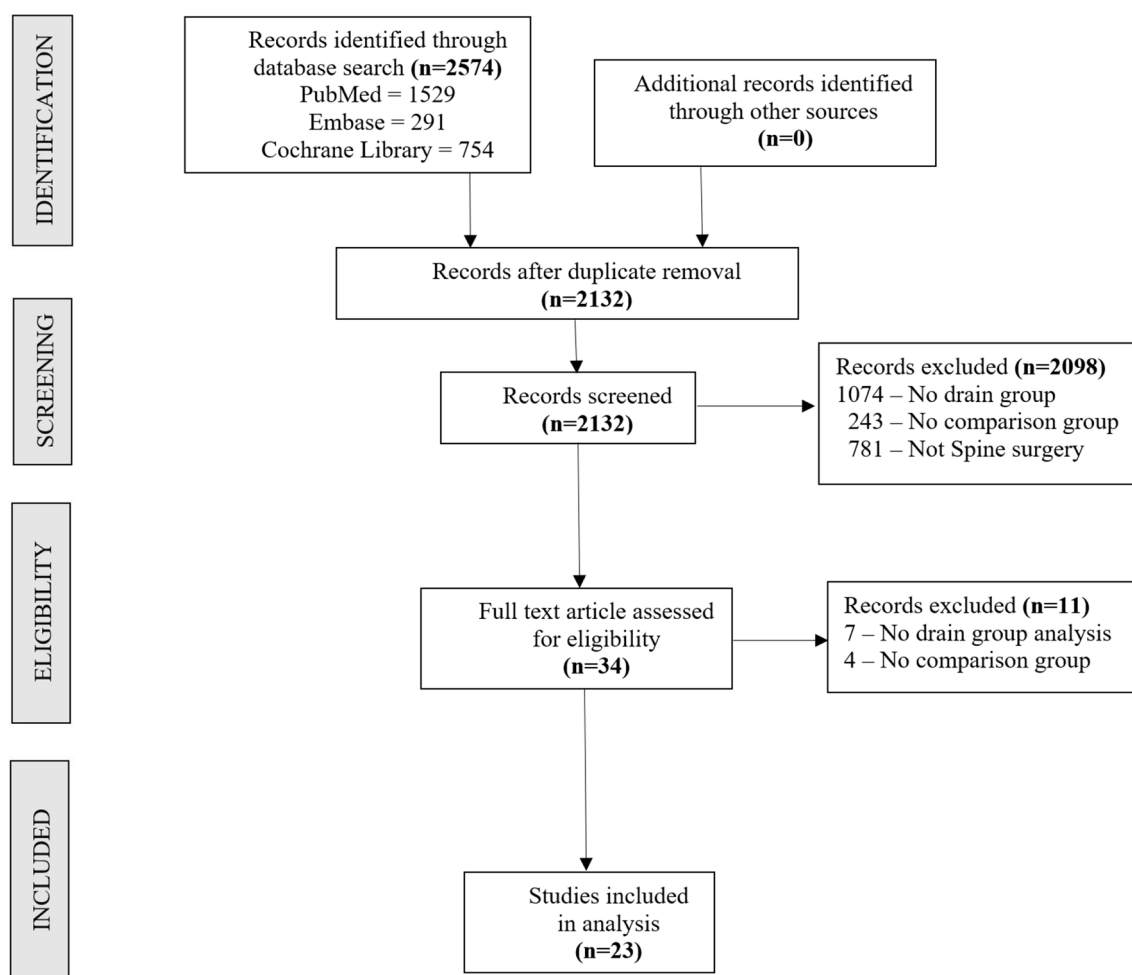 IDENTIFICATION
Records identified through
database search (n=2574)
PubMed = 1529
Embase = 291
Cochrane Library = 754
Additional records identified
through other sources
(n=0)
Records after duplicate removal
(n=2132)
SCREENING
Records screened
(n=2132)
Records excluded (n=2098)
1074 – No drain group
243 – No comparison group
781 – Not Spine surgery
ELIGIBILITY
Full text article assessed
for eligibility
(n=34)
Records excluded (n=11)
7 – No drain group analysis
4 – No comparison group
INCLUDED
Studies included
in analysis
(n=23)